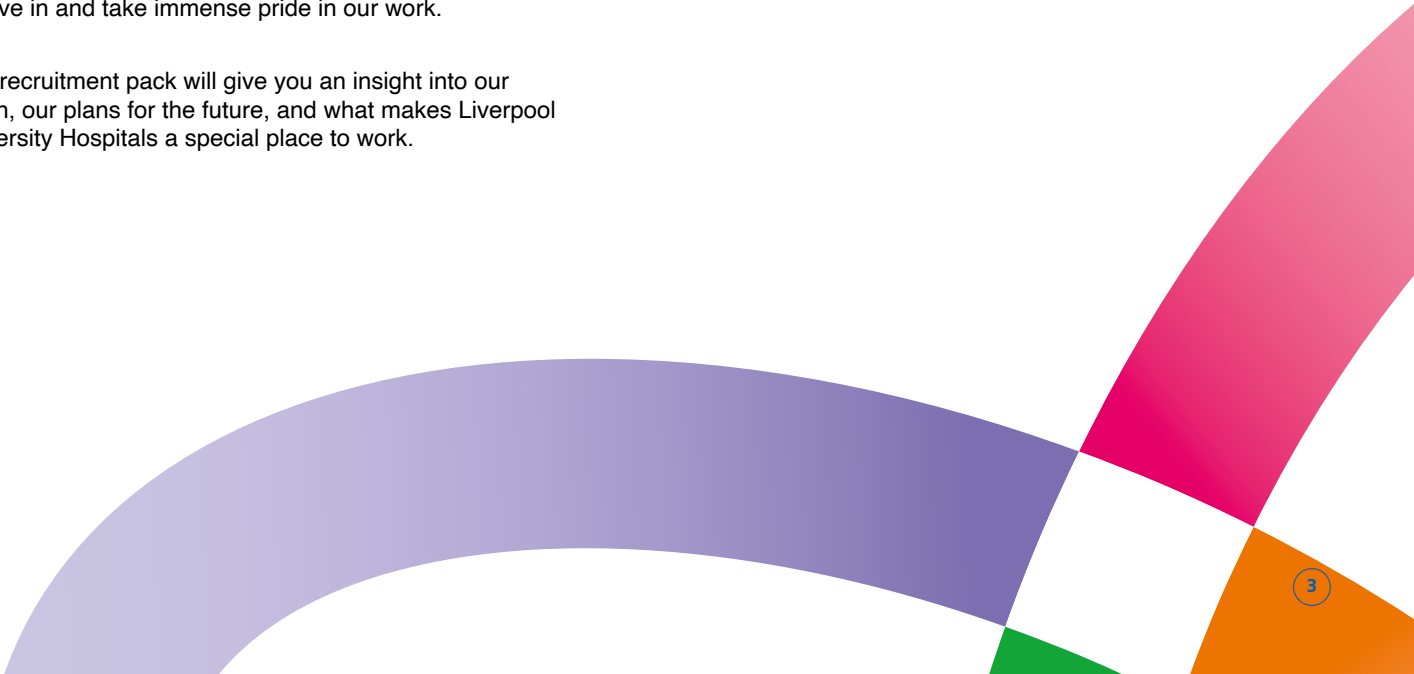 ve in and take immense pride in our work.
recruitment pack will give you an insight into our
n, our plans for the future, and what makes Liverpool
ersity Hospitals a special place to work.
3